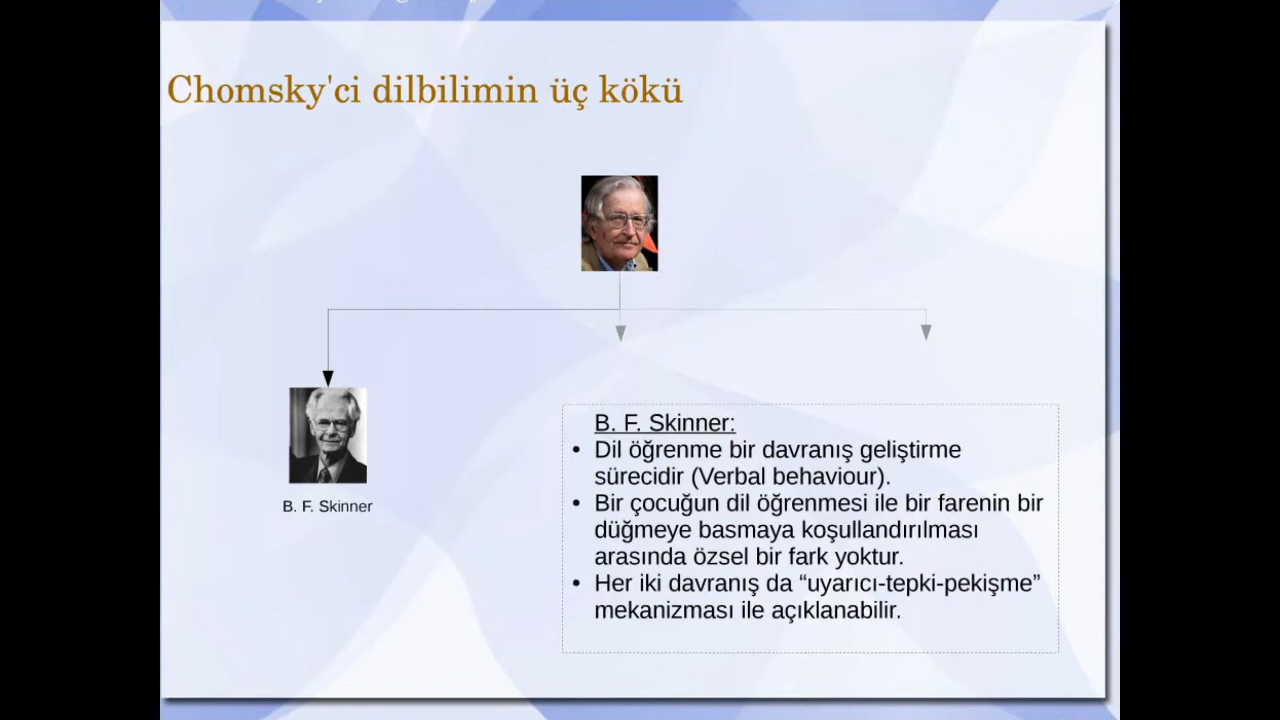 Chomsky'ci dilbilimin üç kökü
B. F. Skinner
B. F. Skinner:
• Dil öğrenme bir davranış geliştirme
sürecidir (Verbal behaviour).
• Bir çocuğun dil öğrenmesi ile bir farenin bir
düğmeye basmaya koşullandırılması
arasında özsel bir fark yoktur.
• Her iki davranış da “uyarıcı-tepki-pekişme”
mekanizması ile açıklanabilir.